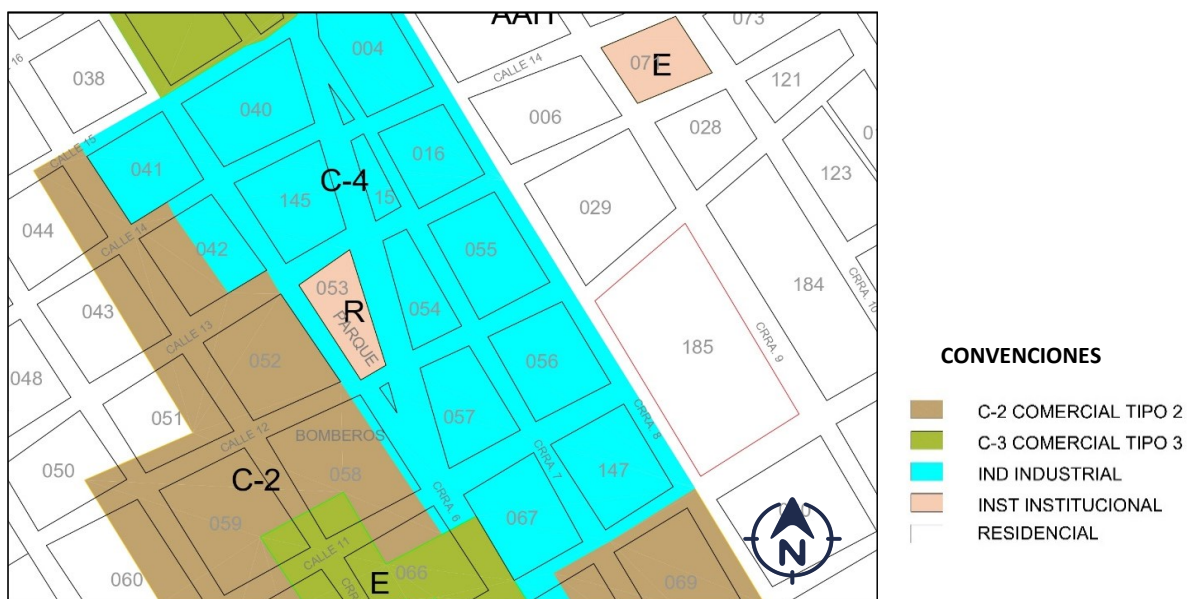 AAH
073
004
16
038
CALLE 14
071
E
121
040
006
028
CALLE 15
016
041
123
C-4
145
15
029
044
CALLE 14
042
055
184
053
CRRA. 10
R
054
043
PARQUE
CALLE 13
185
CRRA. 9
052
056
048
051
057
CALLE 12
BOMBEROS
CRRA. 8
050
058
C-2
CRRA. 7
147
059
CRRA. 6
067
CALLE 11
N
060
066
E
069
CONVENCIONES
C-2 COMERCIAL TIPO 2
C-3 COMERCIAL TIPO 3
IND INDUSTRIAL
INST INSTITUCIONAL
RESIDENCIAL